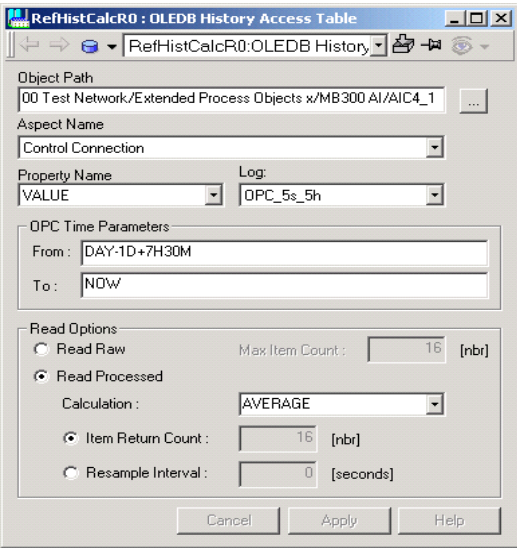 RefHistCalcR0 : OLEDB History Access Table
RefHistCalcR0:OLEDB History
Object Path
00 Test Network/Extended Process Objects x/MB300 AI/AIC4_1
...
Aspect Name
Control Connection
Property Name
Log:
VALUE
OPC_5s_5h
OPC Time Parameters
From : DAY-1D+7H30M
To : NOW
Read Options
Read Raw Max Item Count : 16 [nbr]
Read Processed
Calculation : AVERAGE
Item Return Count : 16 [nbr]
Resample Interval : 0 [seconds]
Cancel Apply Help